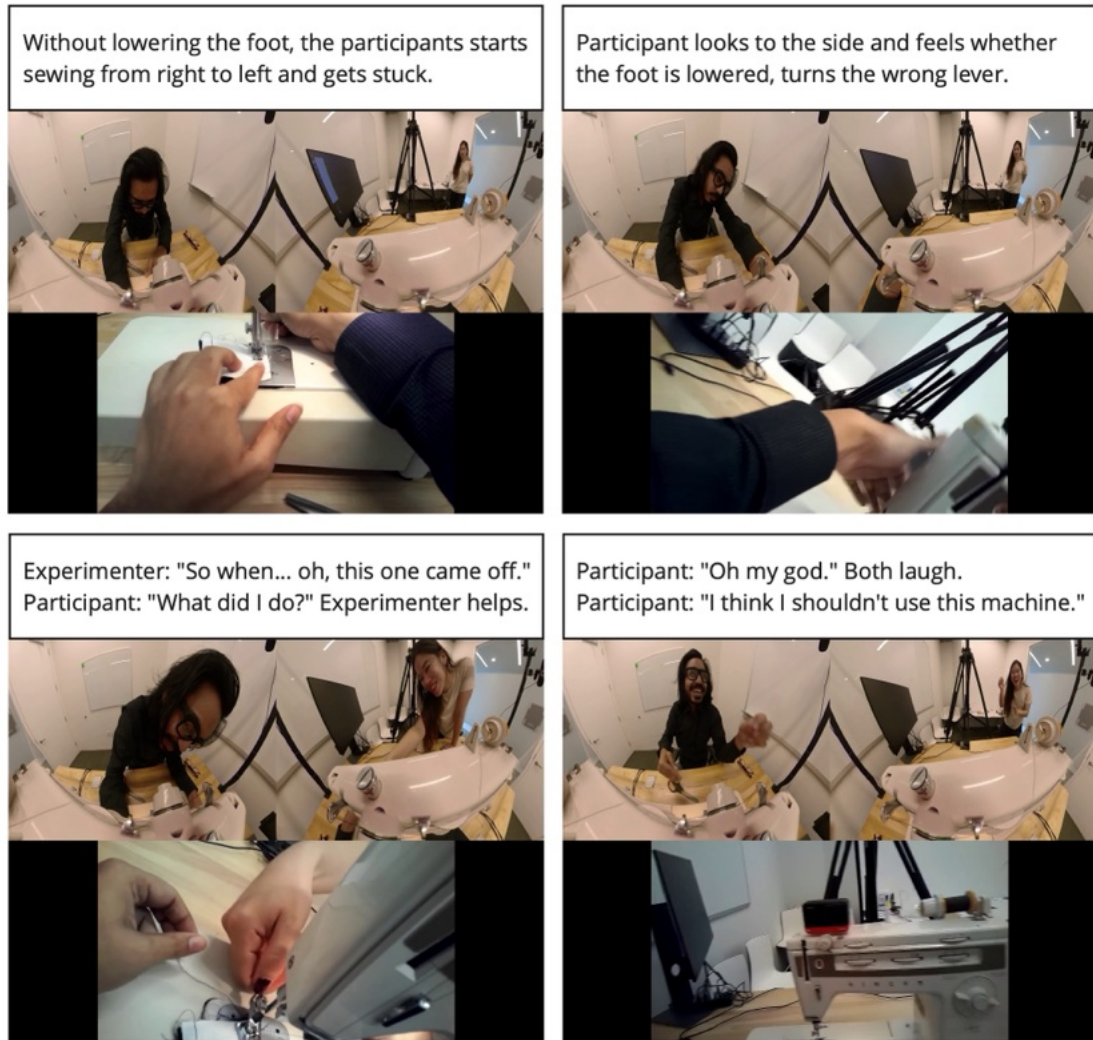 Without lowering the foot, the participants starts
sewing from right to left and gets stuck.
Participant looks to the side and feels whether
the foot is lowered, turns the wrong lever.
Experimenter: "So when... oh, this one came off."
Participant: "What did I do?" Experimenter helps.
Participant: "Oh my god." Both laugh.
Participant: "I think I shouldn't use this machine."
SINGER